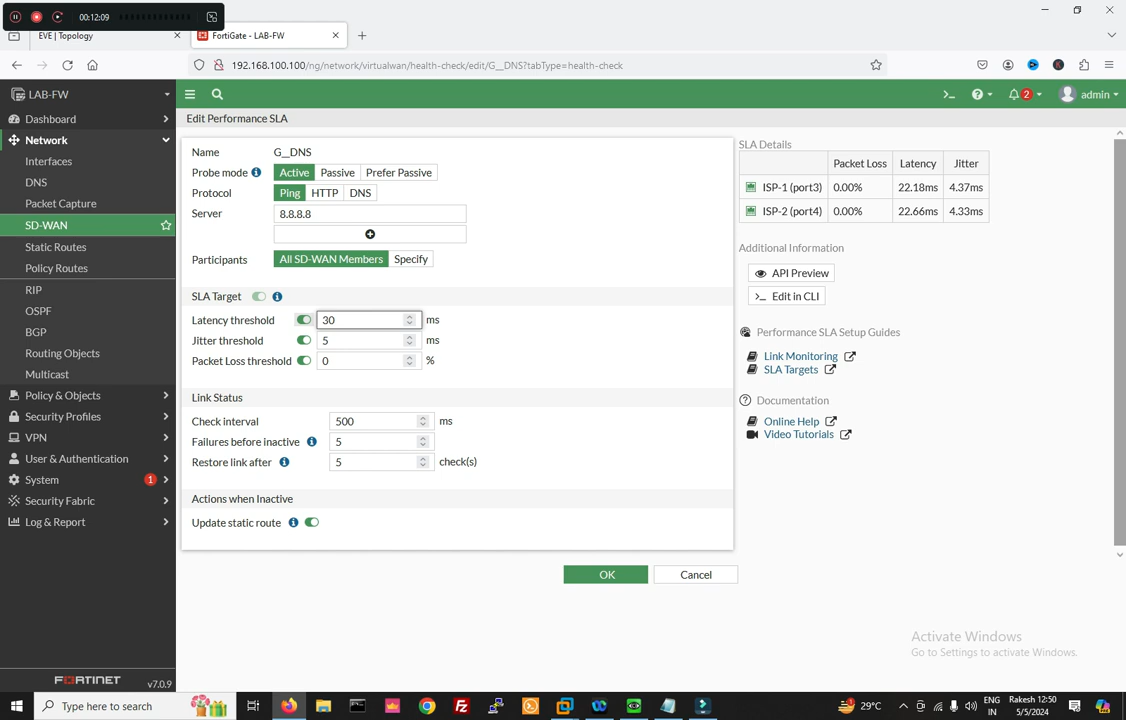 00:12:09
EVE | Topology
FortiGate - LAB-FW
192.168.100.100/ng/network/virtualwan/health-check/edit/G__DNS?tabType=health-check
LAB-FW
2
admin
Dashboard
Network
Interfaces
DNS
Packet Capture
SD-WAN
Static Routes
Policy Routes
RIP
OSPF
BGP
Routing Objects
Multicast
Policy & Objects
Security Profiles
VPN
User & Authentication
System 1
Security Fabric
Log & Report
FORTINET v7.0.9
Edit Performance SLA
Name G__DNS
Probe mode Active Passive Prefer Passive
Protocol Ping HTTP DNS
Server 8.8.8.8
Participants All SD-WAN Members Specify
SLA Target
Latency threshold 30 ms
Jitter threshold 5 ms
Packet Loss threshold 0 %
Link Status
Check interval 500 ms
Failures before inactive 5
Restore link after 5 check(s)
Actions when Inactive
Update static route
OK Cancel
SLA Details
Packet Loss Latency Jitter
ISP-1 (port3) 0.00% 22.18ms 4.37ms
ISP-2 (port4) 0.00% 22.66ms 4.33ms
Additional Information
API Preview
>_ Edit in CLI
Performance SLA Setup Guides
Link Monitoring
SLA Targets
Documentation
Online Help
Video Tutorials
Activate Windows
Go to Settings to activate Windows.
Type here to search
29°C
ENG
IN
Rakesh 12:50
5/5/2024